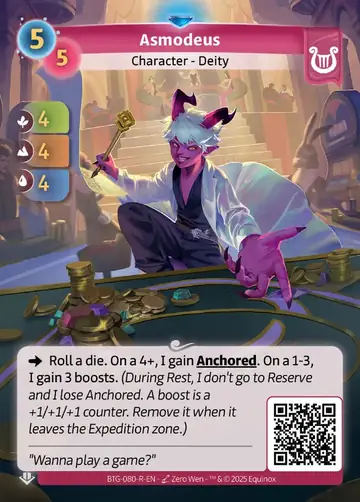 5
Asmodeus
5
Character - Deity
4
4
4
➜ Roll a die. On a 4+, I gain Anchored. On a 1-3,
I gain 3 boosts. (During Rest, I don't go to Reserve
and I lose Anchored. A boost is a
+1/+1/+1 counter. Remove it when it
leaves the Expedition zone.)
"Wanna play a game?"
BTG-080-R-EN - Zero Wen - ™ & © 2025 Equinox